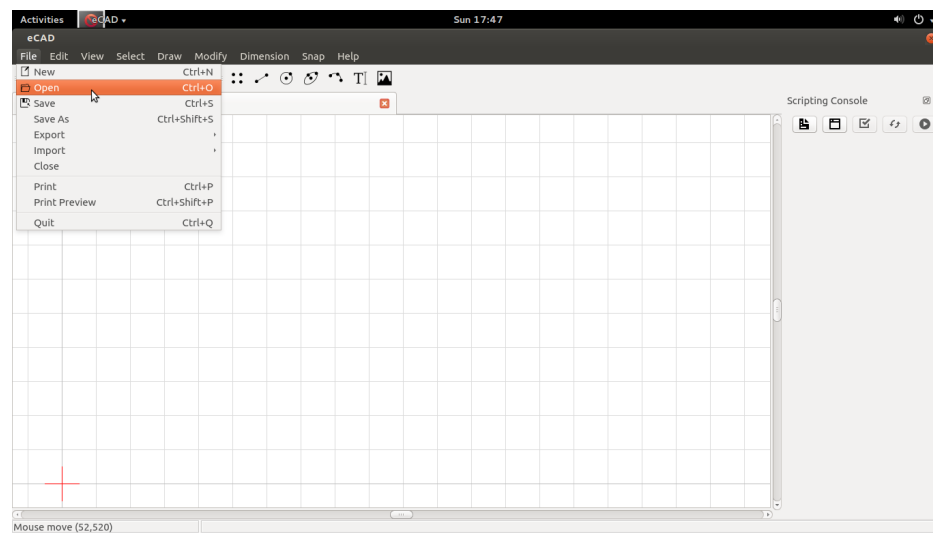 Activities eCAD Sun 17:47
eCAD
File Edit View Select Draw Modify Dimension Snap Help
New Ctrl+N
Open Ctrl+O
Save Ctrl+S
Save As Ctrl+Shift+S
Export
Import
Close
Print Ctrl+P
Print Preview Ctrl+Shift+P
Quit Ctrl+Q
T
Scripting Console
Mouse move (52,520)